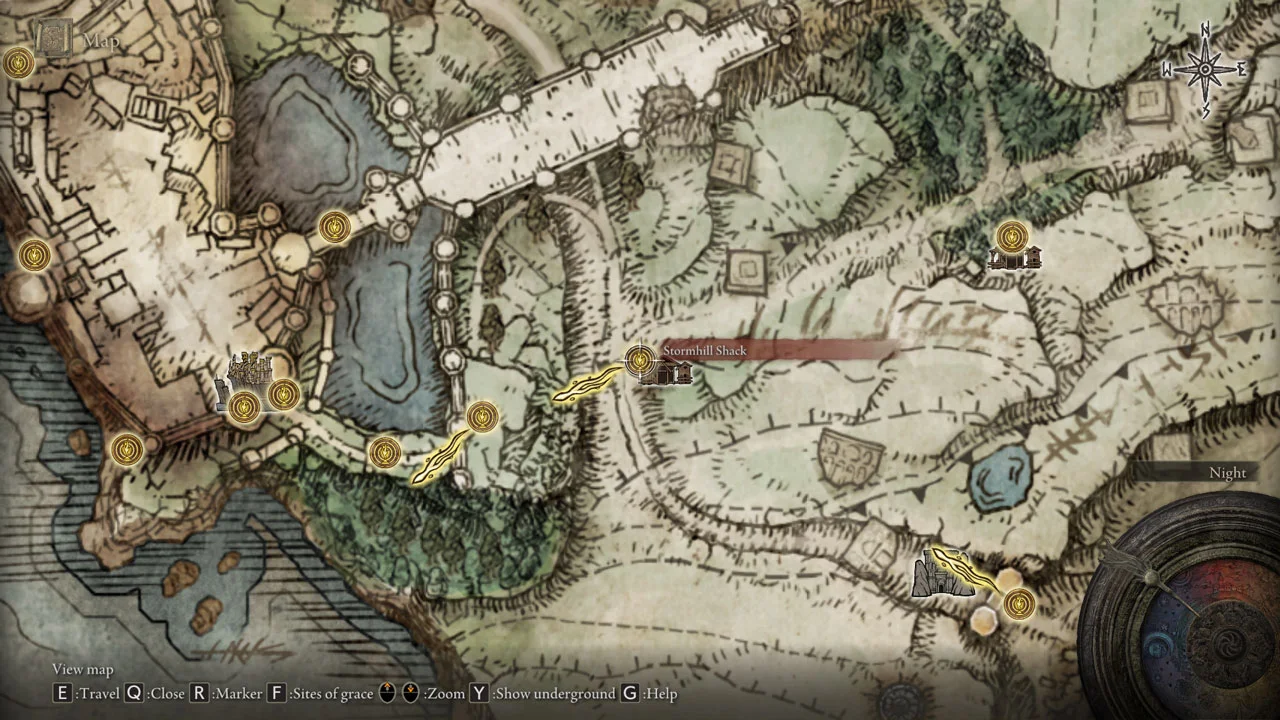 Map
N
W E
S
Stormhill Shack
Night
View map
E :Travel Q :Close R :Marker F :Sites of grace :Zoom Y :Show underground G :Help